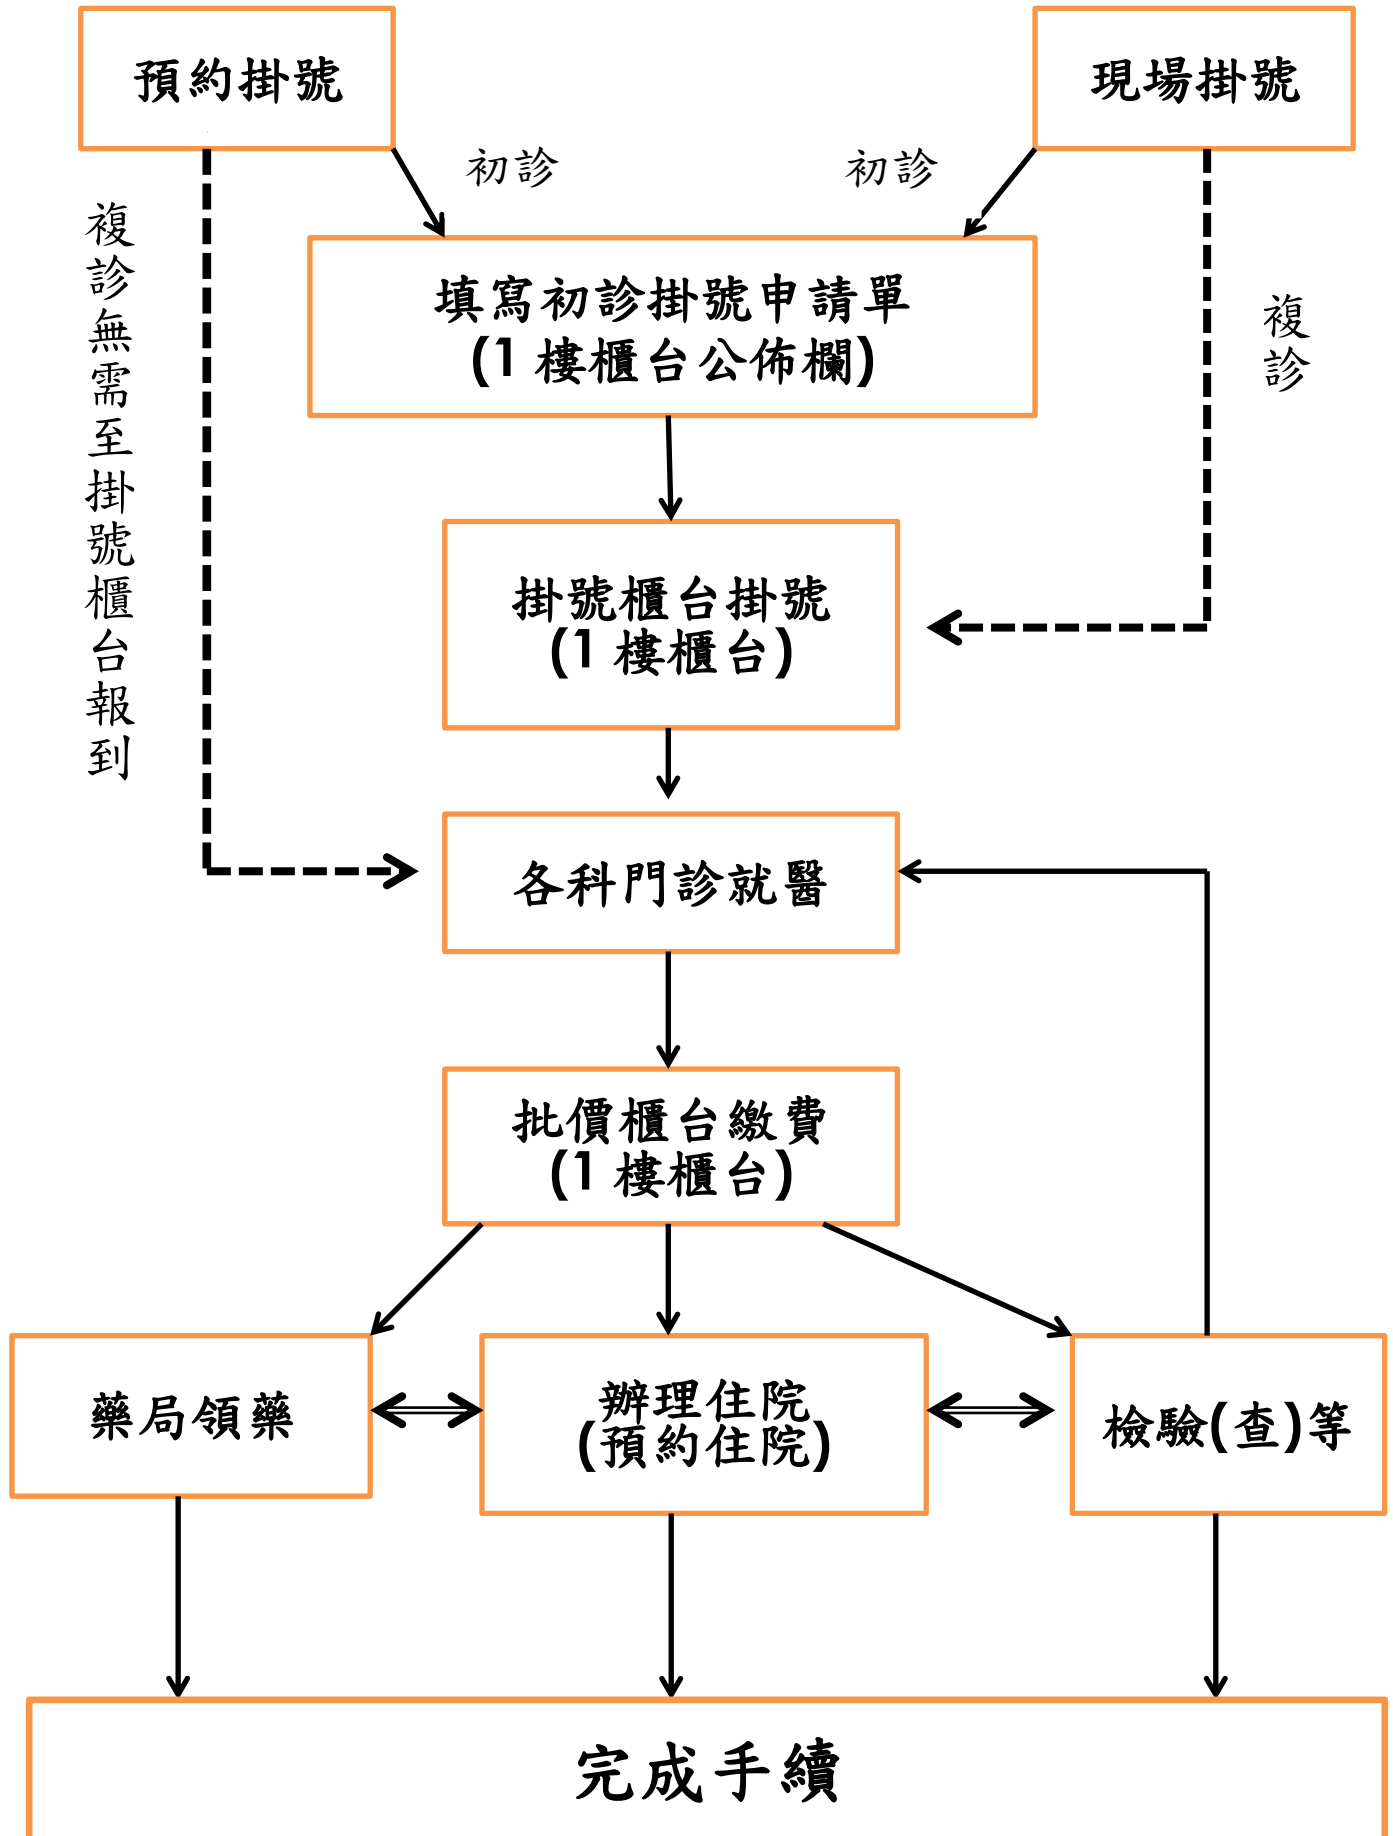 預約掛號
現場掛號
初診
初診
複診無需至掛號櫃台報到
複診
填寫初診掛號申請單
(1樓櫃台公佈欄)
掛號櫃台掛號
(1樓櫃台)
各科門診就醫
批價櫃台繳費
(1樓櫃台)
藥局領藥
辦理住院
(預約住院)
檢驗(查)等
完成手續